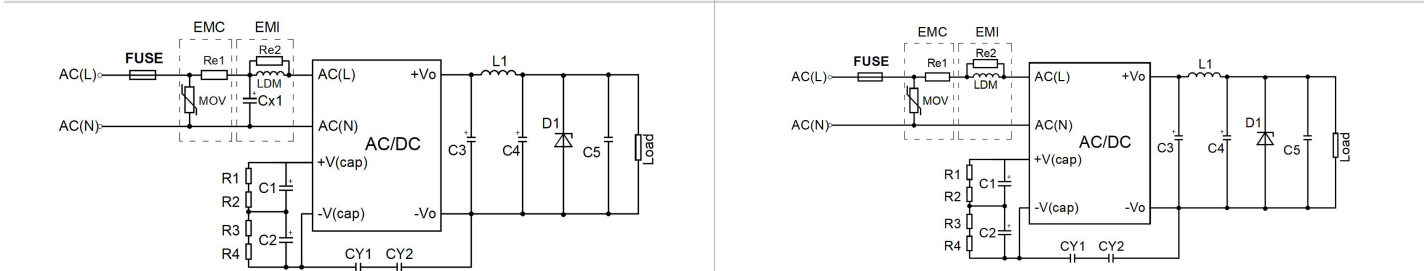 EMC EMI
FUSE Re1 Re2
AC(L) LDM AC(L) +Vo L1
MOV Cx1
AC(N) AC(N)
AC/DC C3 C4 D1 C5 Load
+V(cap)
R1 C1
R2
-V(cap) -Vo
R3 C2
R4
CY1 CY2
EMC EMI
FUSE Re1 Re2
AC(L) LDM AC(L) +Vo L1
MOV
AC(N) AC(N)
AC/DC C3 C4 D1 C5 Load
+V(cap)
R1 C1
R2
-V(cap) -Vo
R3 C2
R4
CY1 CY2